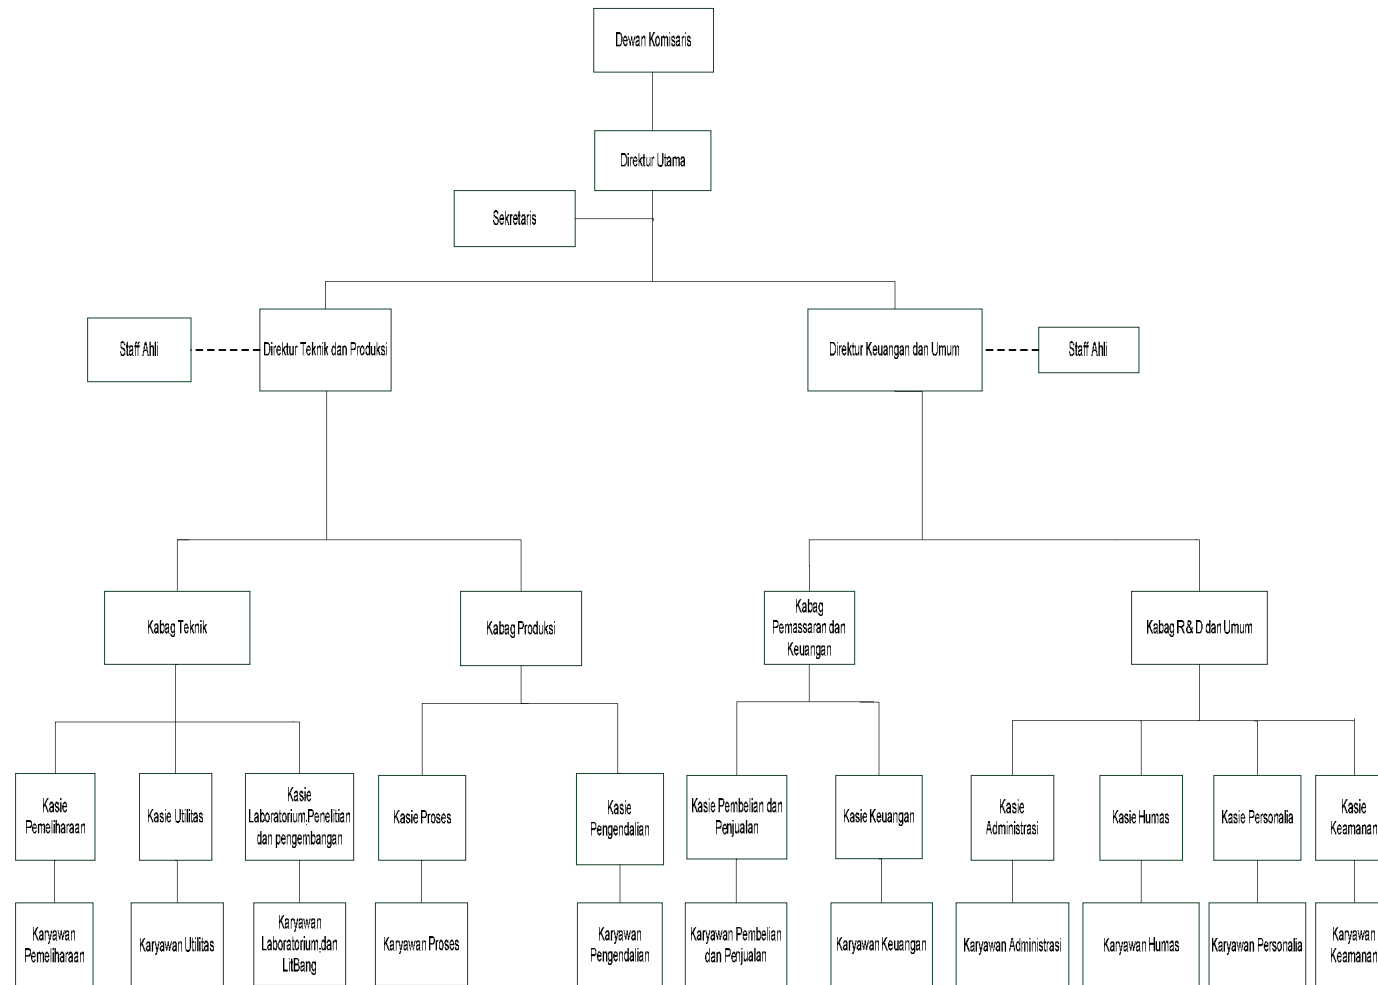 Dewan Komisaris
Direktur Utama
Sekretaris
Staff Ahli
Direktur Teknik dan Produksi
Direktur Keuangan dan Umum
Staff Ahli
Kabag Teknik
Kabag Produksi
Kabag
Pemassaran dan
Keuangan
Kabag R & D dan Umum
Kasie
Pemeliharaan
Kasie Utilitas
Kasie
Laboratorium,Penelitian
dan pengembangan
Kasie Proses
Kasie
Pengendalian
Kasie Pembelian dan
Penjualan
Kasie Keuangan
Kasie
Administrasi
Kasie Humas
Kasie Personalia
Kasie
Keamanan
Karyawan
Pemeliharaan
Karyawan Utilitas
Karyawan
Laboratorium,dan
LitBang
Karyawan Proses
Karyawan
Pengendalian
Karyawan Pembelian
dan Penjualan
Karyawan Keuangan
Karyawan Administrasi
Karyawan Humas
Karyawan Personalia
Karyawan
Keamanan